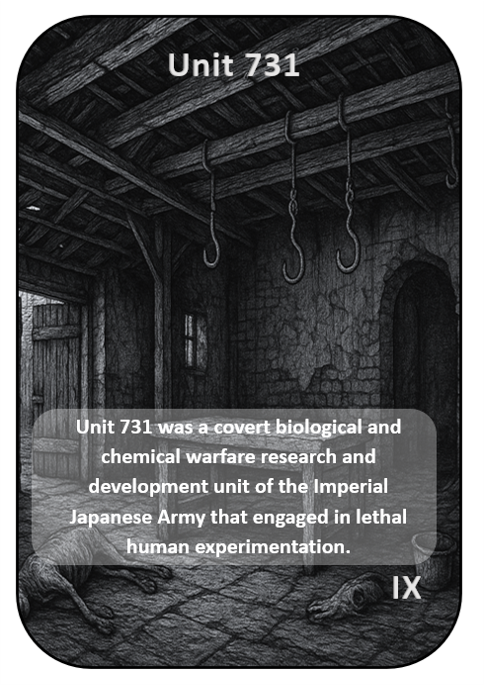 Unit 731
Unit 731 was a covert biological and
chemical warfare research and
development unit of the Imperial
Japanese Army that engaged in lethal
human experimentation.
IX